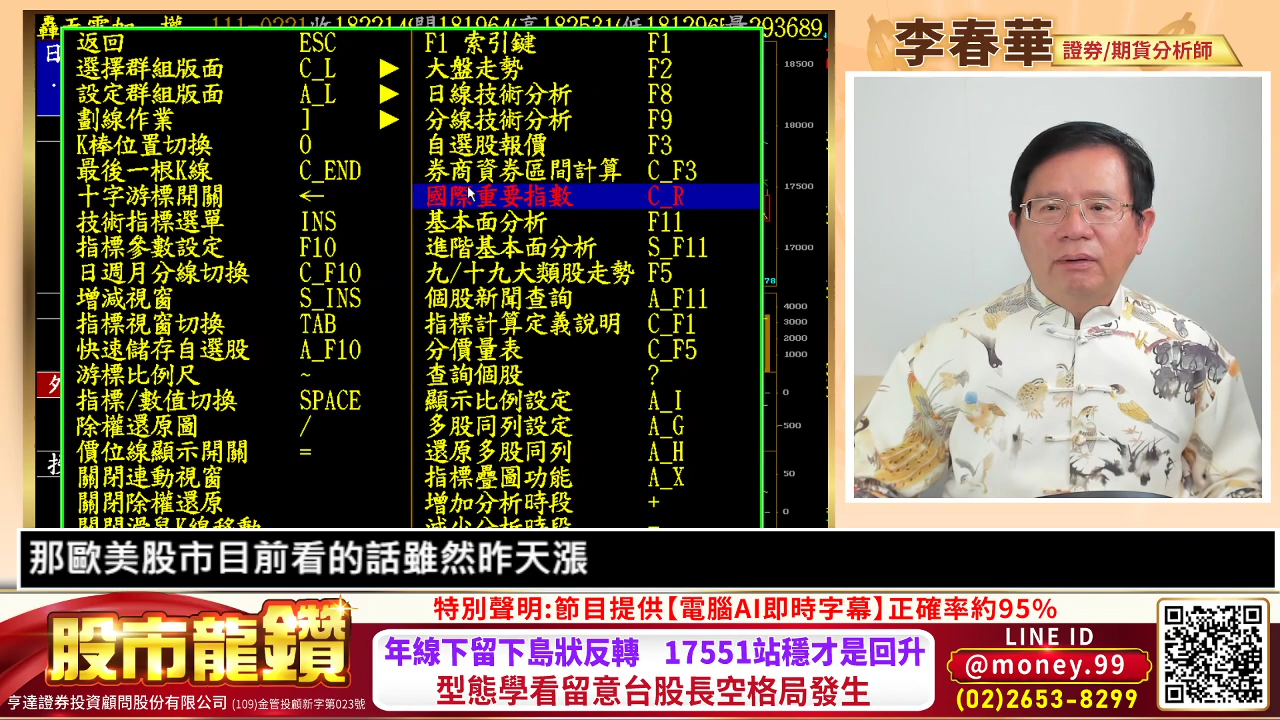 李春華
證券/期貨分析師
日
返回 ESC
選擇群組版面 C_L ▶
設定群組版面 A_L ▶
劃線作業 ] ▶
K棒位置切換 0
最後一根K線 C_END
十字游標開關 ←
技術指標選單 INS
指標參數設定 F10
日週月分線切換 C_F10
增減視窗 S_INS
指標視窗切換 TAB
快速儲存自選股 A_F10
游標比例尺 ~
指標/數值切換 SPACE
除權還原圖 /
價位線顯示開關 =
關閉連動視窗
關閉除權還原
F1 索引鍵 F1
大盤走勢 F2
日線技術分析 F8
分線技術分析 F9
自選股報價 F3
券商資券區間計算 C_F3
國際重要指數 C_R
基本面分析 F11
進階基本面分析 S_F11
九/十九大類股走勢 F5
個股新聞查詢 A_F11
指標計算定義說明 C_F1
分價量表 C_F5
查詢個股 ?
顯示比例設定 A_I
多股同列設定 A_G
還原多股同列 A_H
指標疊圖功能 A_X
增加分析時段 +
18500
18000
17500
17000
78
4000
3000
2000
1000
0
-500
50
0
那歐美股市目前看的話雖然昨天漲
特別聲明:節目提供【電腦AI即時字幕】正確率約95%
股市龍鑽
亨達證券投資顧問股份有限公司 (109)金管投顧新字第023號
年線下留下島狀反轉 17551站穩才是回升
型態學看留意台股長空格局發生
LINE ID
@money.99
(02)2653-8299